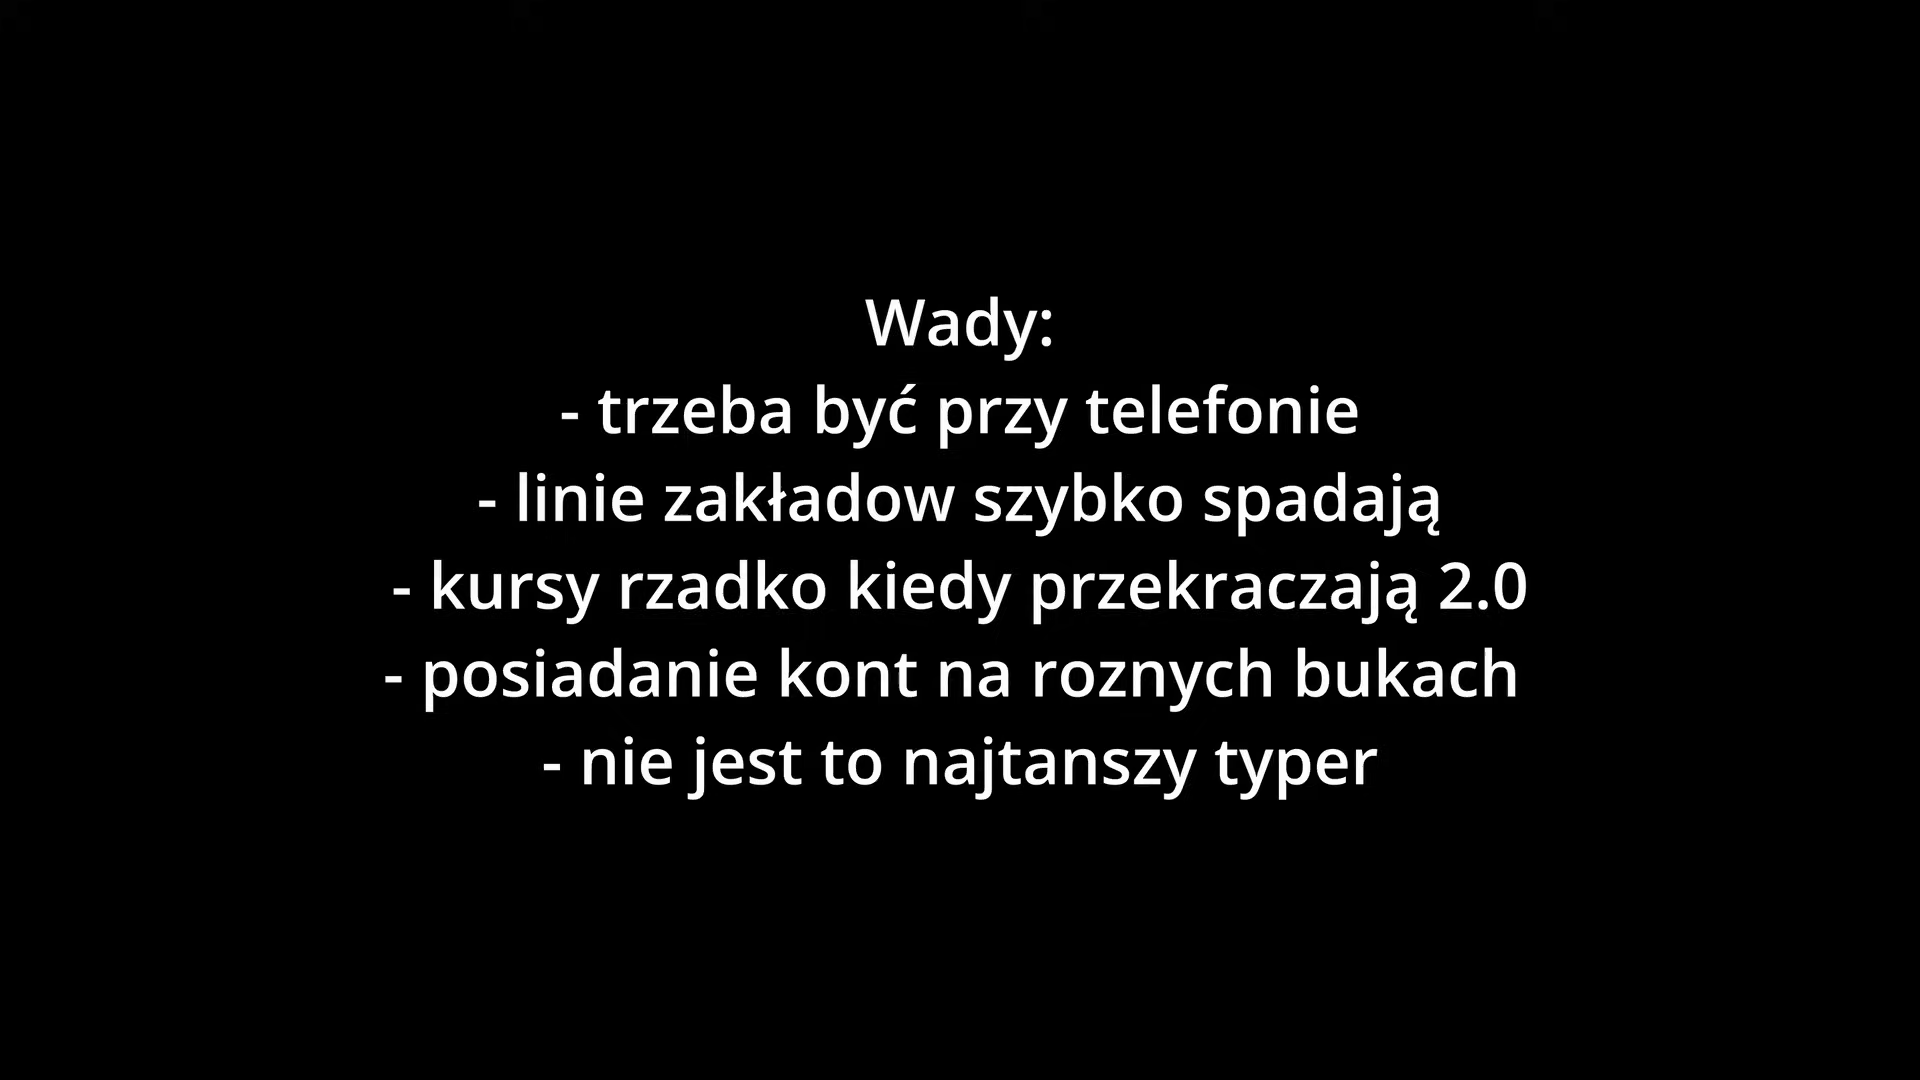 Wady:
- trzeba być przy telefonie
- linie zakładow szybko spadają
- kursy rzadko kiedy przekraczają 2.0
- posiadanie kont na roznych bukach
- nie jest to najtanszy typer